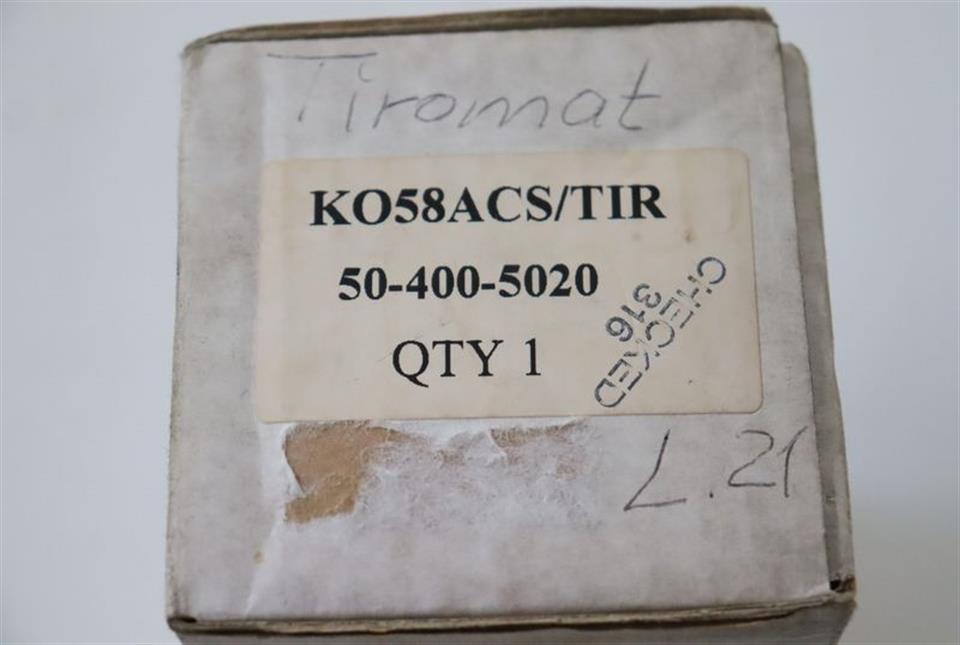 Tiromat
KO58ACS/TIR
50-400-5020
QTY 1
CHECKED
316
L.21